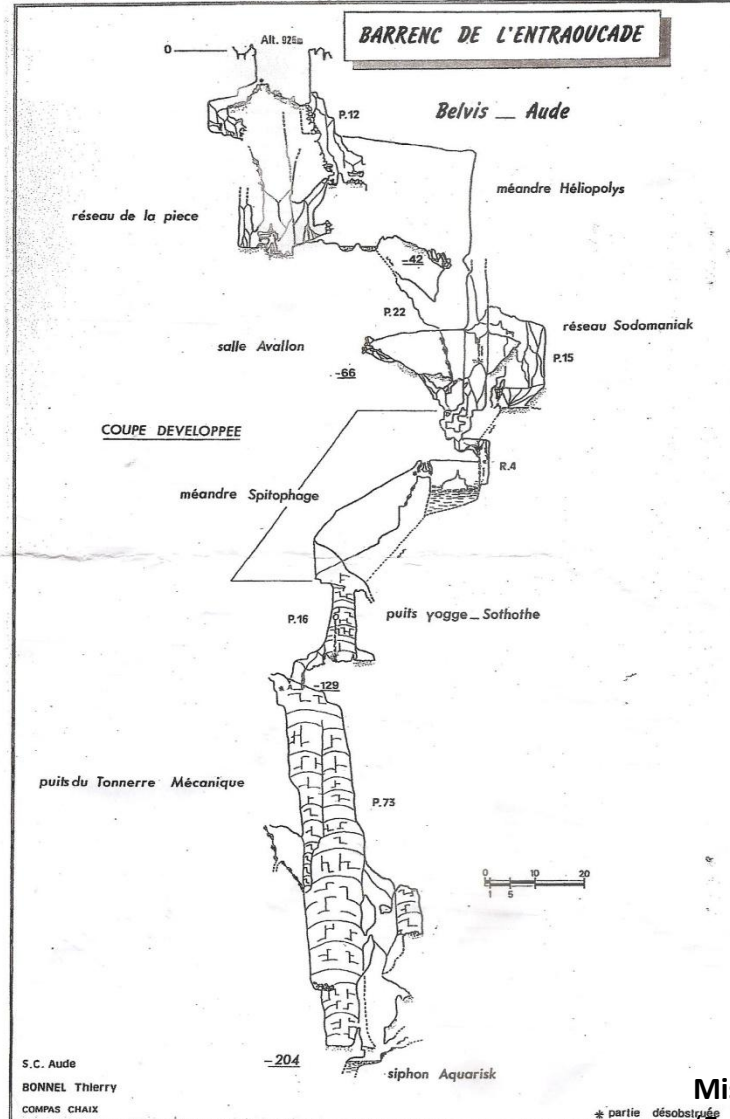 BARRENC DE L'ENTRAOUCADE
0
Alt. 925m
Belvis _ Aude
P.12
méandre Héliopolys
réseau de la piece
-42
P.22
réseau Sodomaniak
salle Avallon
P.15
-66
COUPE DEVELOPPEE
R.4
méandre Spitophage
P.16
puits yogge_Sothothe
-129
puits du Tonnerre Mécanique
P.73
0 10 20
1 5
-204
siphon Aquarisk
S.C. Aude
BONNEL Thierry
COMPAS CHAIX
* partie désobstruée